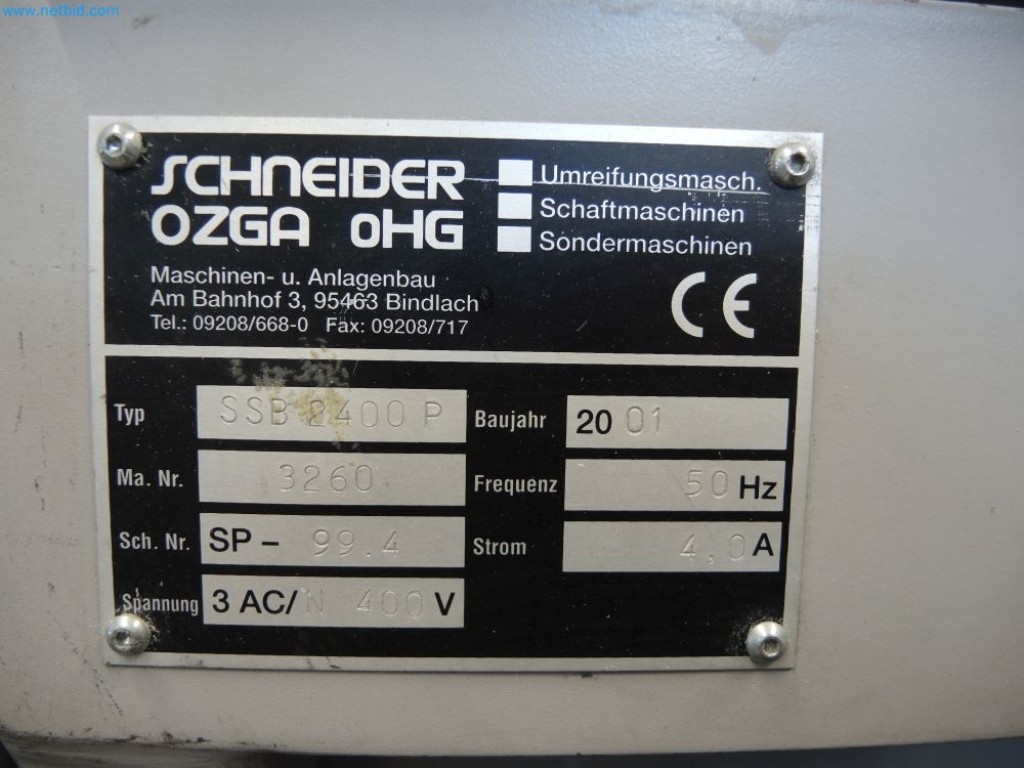 www.netbid.com
SCHNEIDER
OZGA oHG
Umreifungsmasch.
Schaftmaschinen
Sondermaschinen
Maschinen- u. Anlagenbau
Am Bahnhof 3, 95463 Bindlach
Tel.: 09208/668-0 Fax: 09208/717
CE
Typ SSB 2400 P
Baujahr 2001
Ma. Nr. 3260
Frequenz 50 Hz
Sch. Nr. SP- 99.4
Strom 4.0 A
Spannung 3 AC/N 400 V